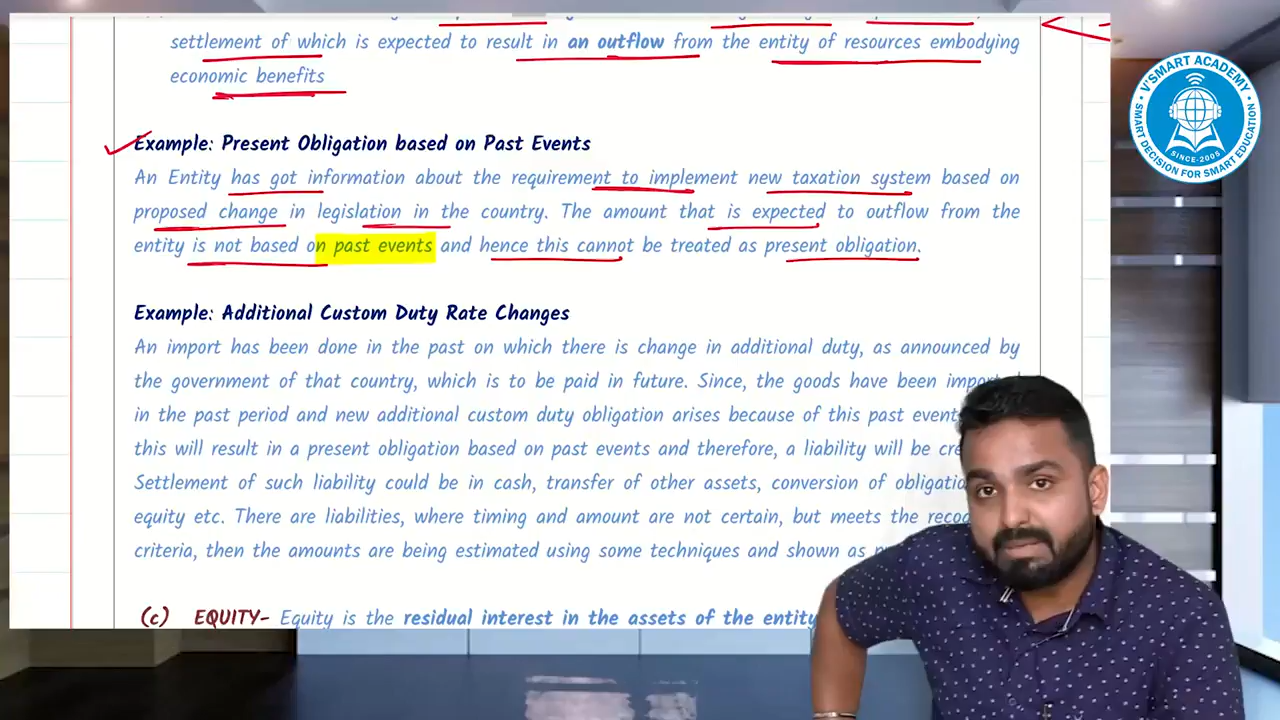 settlement of which is expected to result in an outflow from the entity of resources embodying
economic benefits
Example: Present Obligation based on Past Events
An Entity has got information about the requirement to implement new taxation system based on
proposed change in legislation in the country. The amount that is expected to outflow from the
entity is not based on past events and hence this cannot be treated as present obligation.
Example: Additional Custom Duty Rate Changes
An import has been done in the past on which there is change in additional duty, as announced by
the government of that country, which is to be paid in future. Since, the goods have been
in the past period and new additional custom duty obligation arises because of this past
this will result in a present obligation based on past events and therefore, a liability will be
Settlement of such liability could be in cash, transfer of other assets, conversion of
equity etc. There are liabilities, where timing and amount are not certain, but meets the
criteria, then the amounts are being estimated using some techniques and shown as
(c) EQUITY- Equity is the residual interest in the assets of the entity
V'SMART ACADEMY
SINCE-2005
SMART DECISION FOR SMART EDUCATION